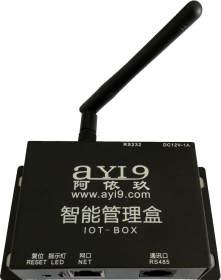 RS232 DC12V-1A
aYi9
阿依玖
www.ayi9.com
智能管理盒
IOT-BOX
复位 指示灯 网口 通讯口
RESET LED NET RS485